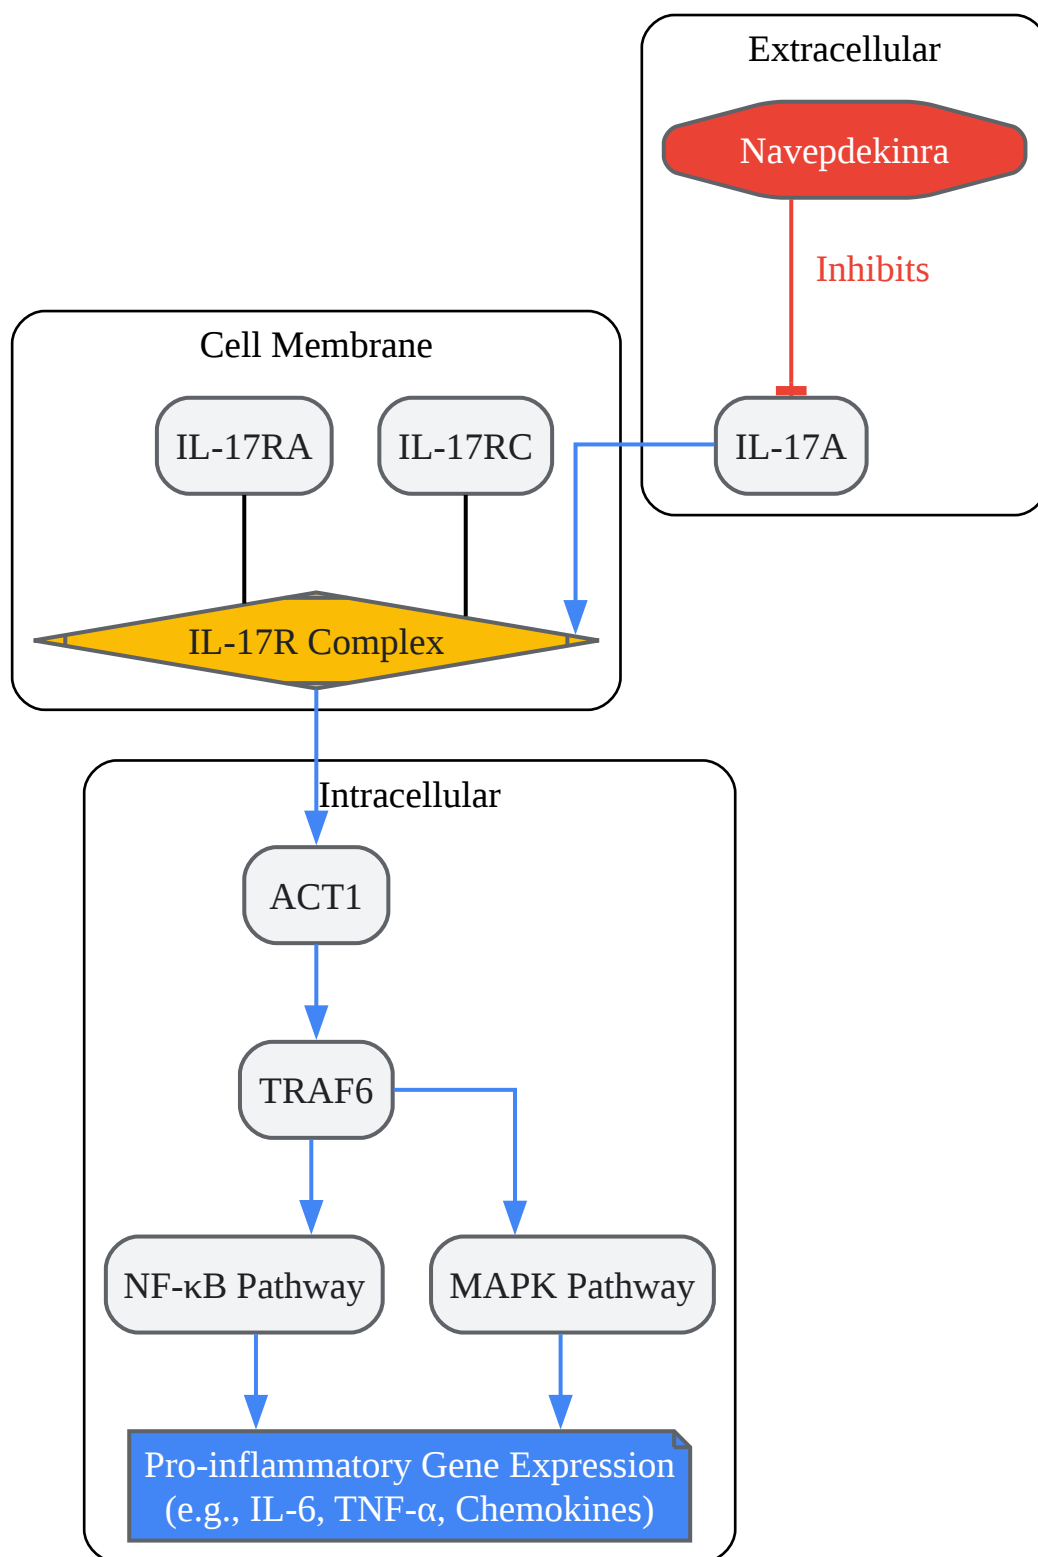 Extracellular
Navepdekinra
Inhibits
Cell Membrane
IL-17RA
IL-17RC
IL-17A
IL-17R Complex
Intracellular
ACT1
TRAF6
NF-κB Pathway
MAPK Pathway
Pro-inflammatory Gene Expression
(e.g., IL-6, TNF-α, Chemokines)